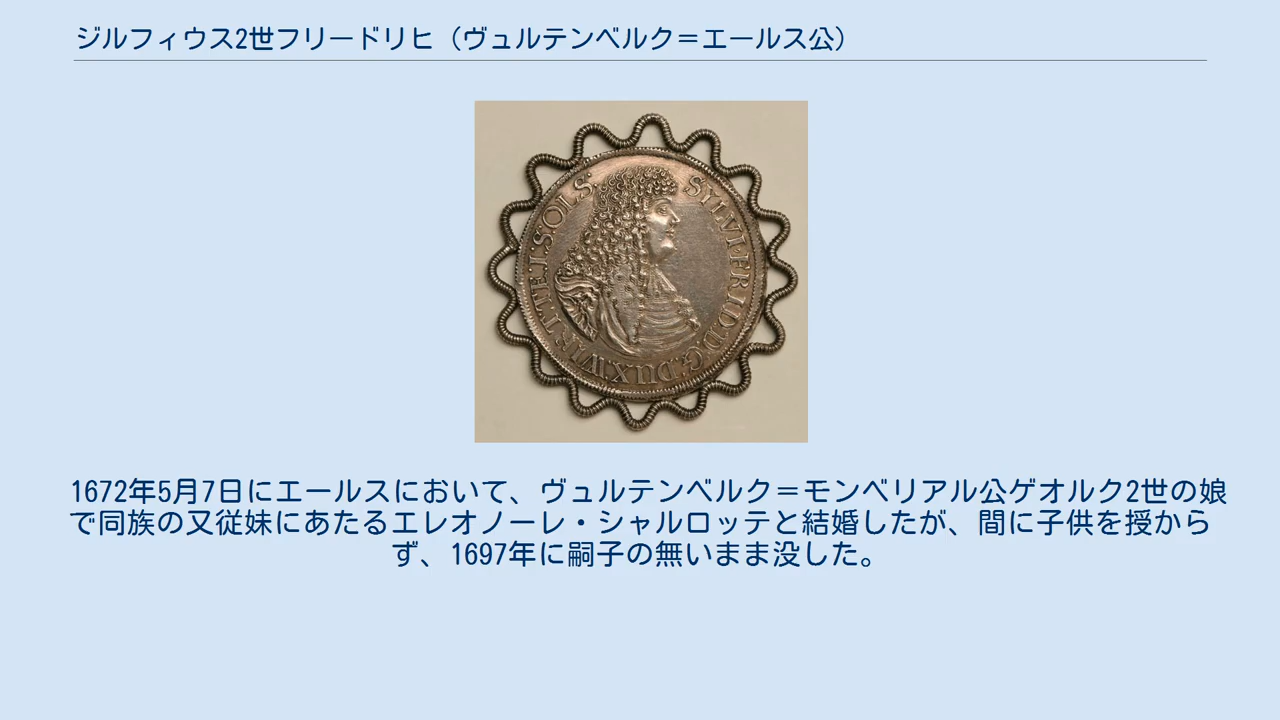 ジルフィウス2世フリードリヒ（ヴュルテンベルク＝エールス公）
SYLVI·FRID:D:G.DUX.WIRT.TE.I.S.OLS:
1672年5月7日にエールスにおいて、ヴュルテンベルク＝モンベリアル公ゲオルク2世の娘
で同族の又従妹にあたるエレオノーレ・シャルロッテと結婚したが、間に子供を授から
ず、1697年に嗣子の無いまま没した。